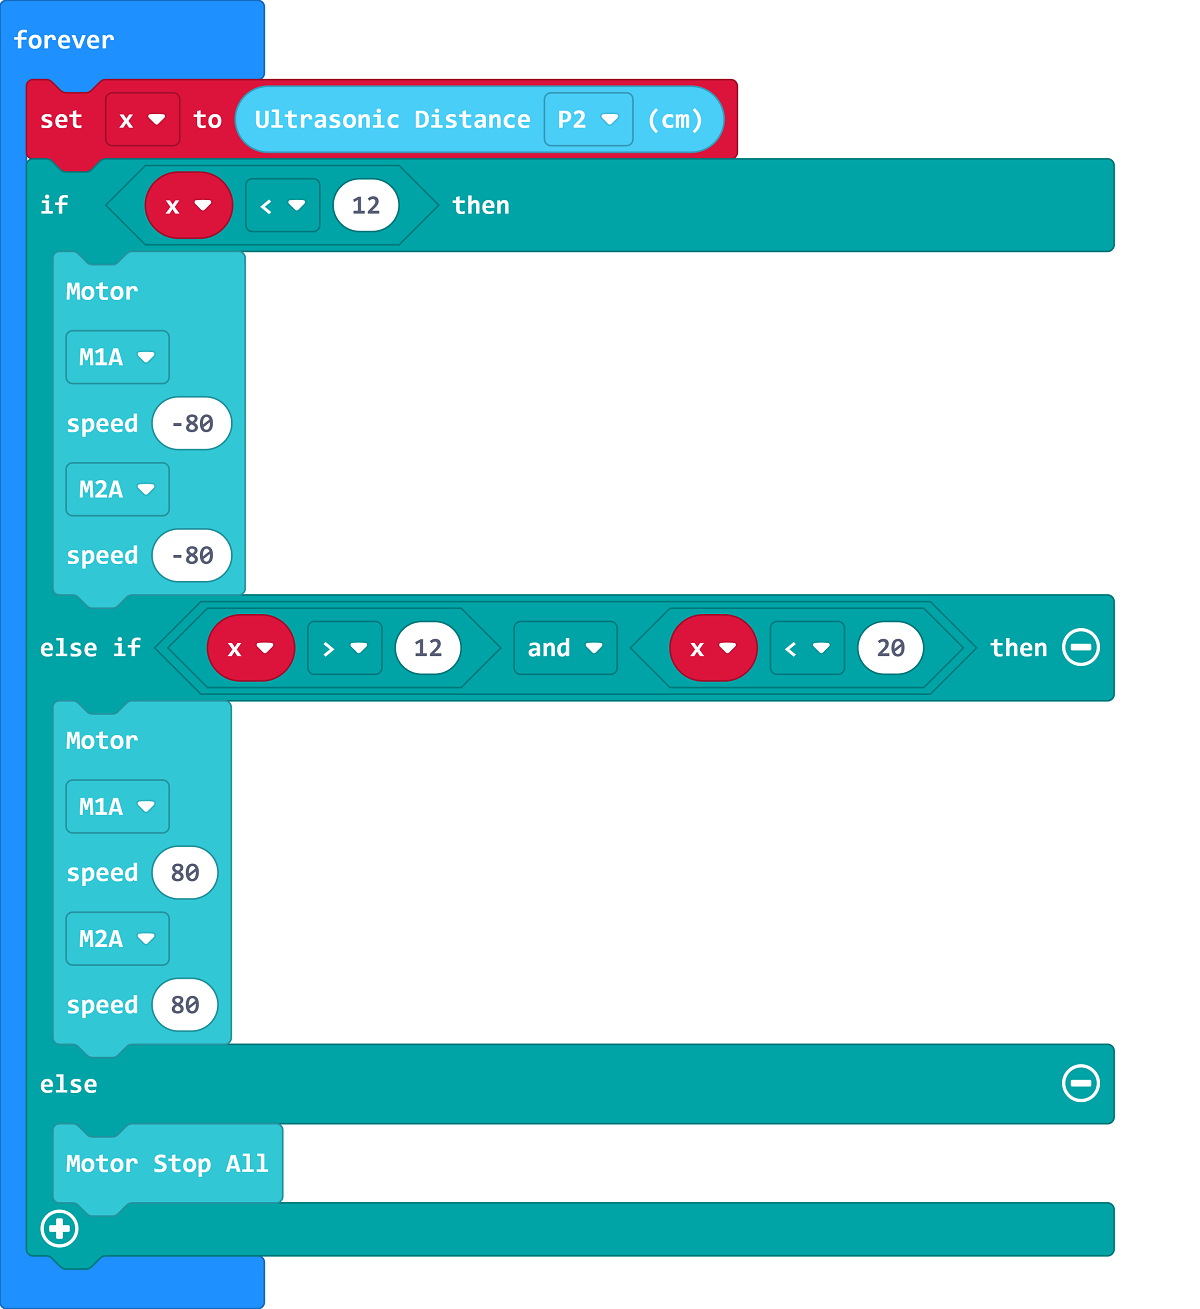 forever
set x to Ultrasonic Distance P2 (cm)
if x < 12 then
Motor
M1A
speed -80
M2A
speed -80
else if x > 12 and x < 20 then
Motor
M1A
speed 80
M2A
speed 80
else
Motor Stop All